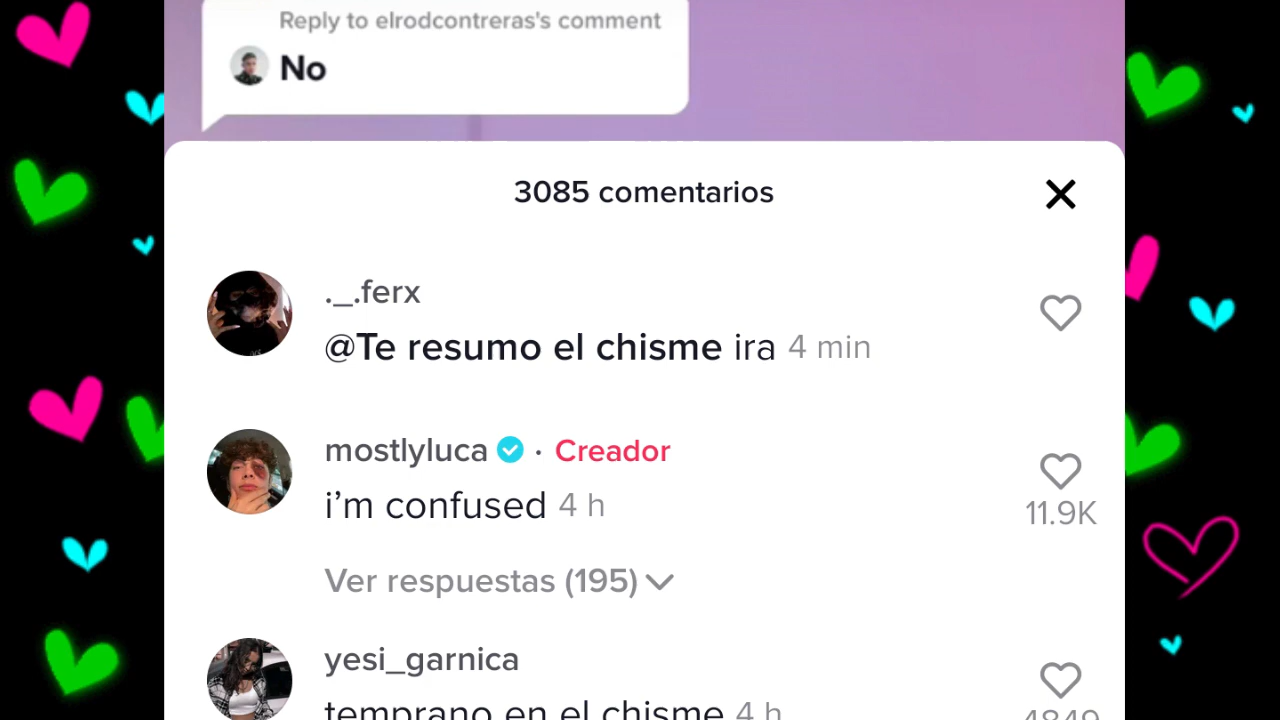 Reply to elrodcontreras's comment
No
3085 comentarios
._.ferx
@Te resumo el chisme ira 4 min
mostlyluca · Creador
i’m confused 4 h
11.9K
Ver respuestas (195)
yesi_garnica
temprano en el chisme 4 h
4849